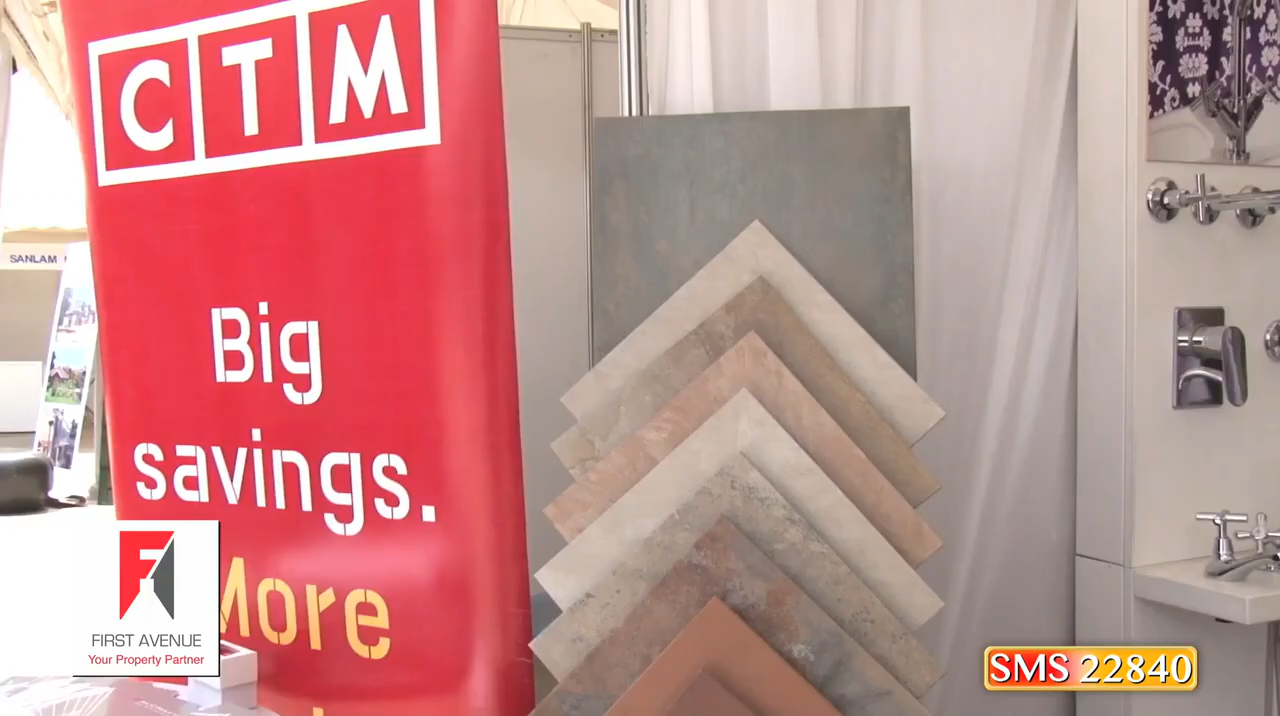 CTM
SANLAM
Big
savings.
More
FIRST AVENUE
Your Property Partner
SMS 22840